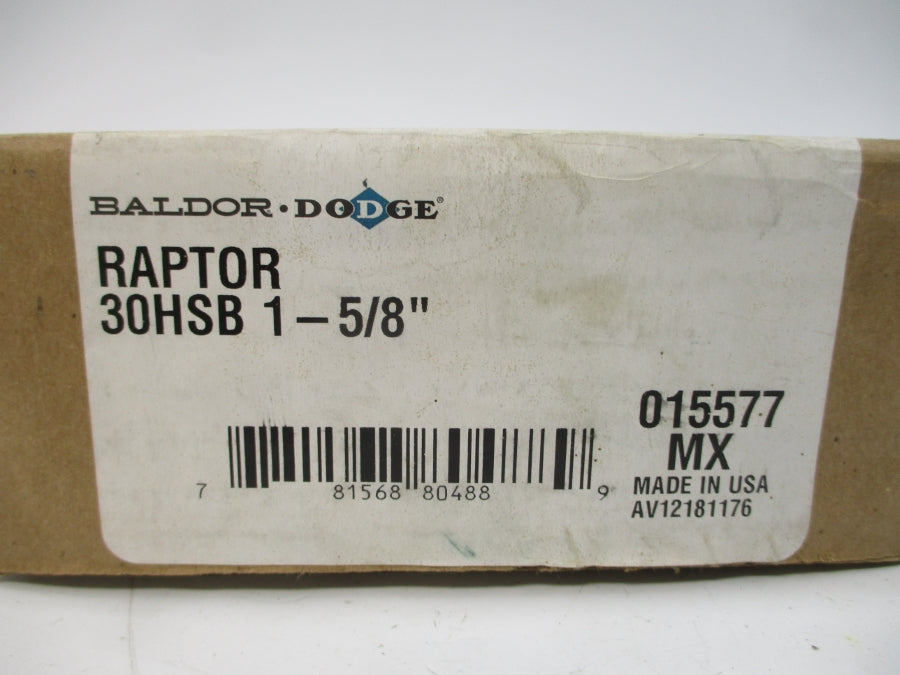 BALDOR · DODGE®
RAPTOR
30HSB 1 – 5/8"
015577
MX
MADE IN USA
AV12181176
7 81568 80488 9